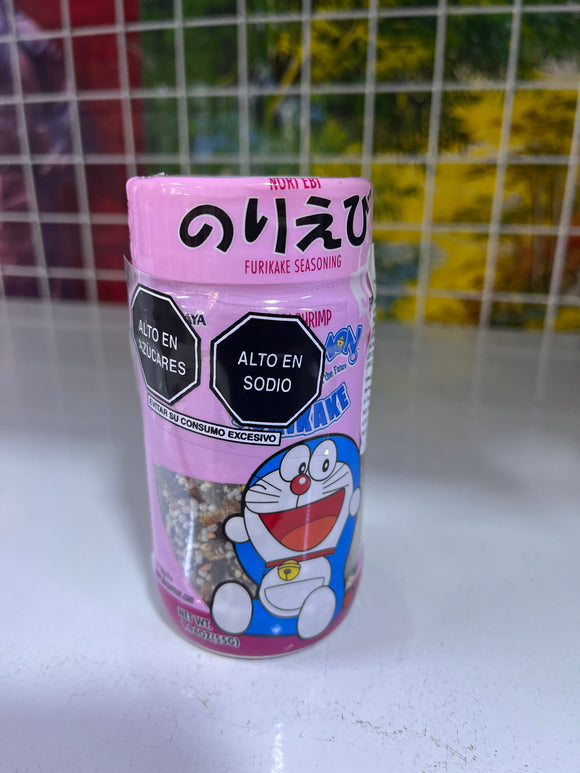 NORI EBI
のりえび
FURIKAKE SEASONING
SHRIMP
ALTO EN
AZÚCARES
ALTO EN
SODIO
EVITAR SU CONSUMO EXCESIVO
NET WT.
(55G)